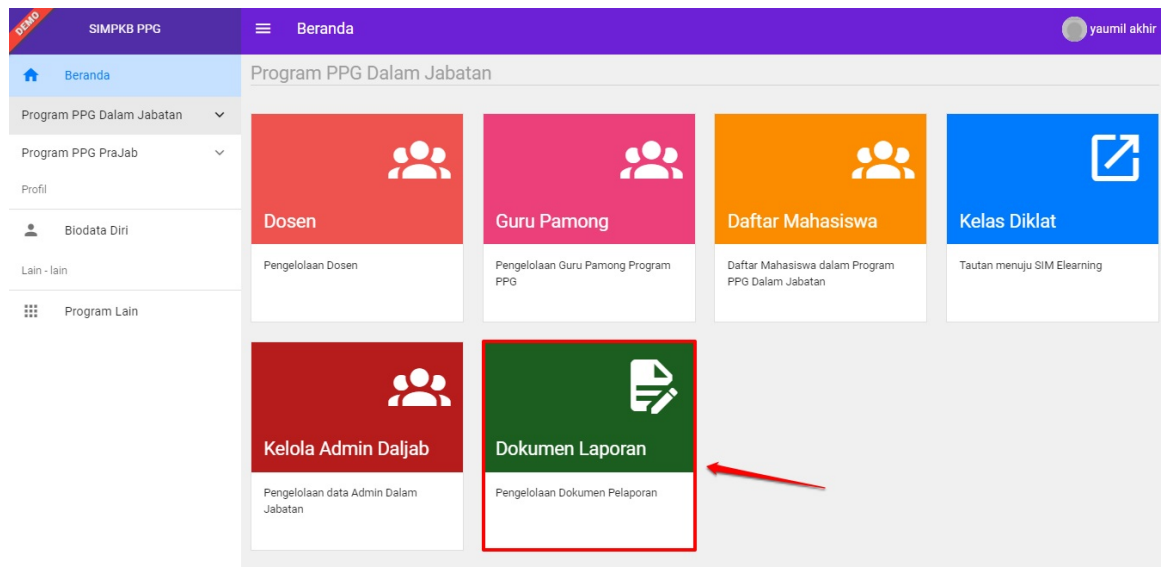 DEMO
SIMPKB PPG
Beranda
yaumil akhir
Beranda
Program PPG Dalam Jabatan
Program PPG PraJab
Profil
Biodata Diri
Lain - lain
Program Lain
Program PPG Dalam Jabatan
Dosen
Pengelolaan Dosen
Guru Pamong
Pengelolaan Guru Pamong Program
PPG
Daftar Mahasiswa
Daftar Mahasiswa dalam Program
PPG Dalam Jabatan
Kelas Diklat
Tautan menuju SIM Elearning
Kelola Admin Daljab
Pengelolaan data Admin Dalam
Jabatan
Dokumen Laporan
Pengelolaan Dokumen Pelaporan